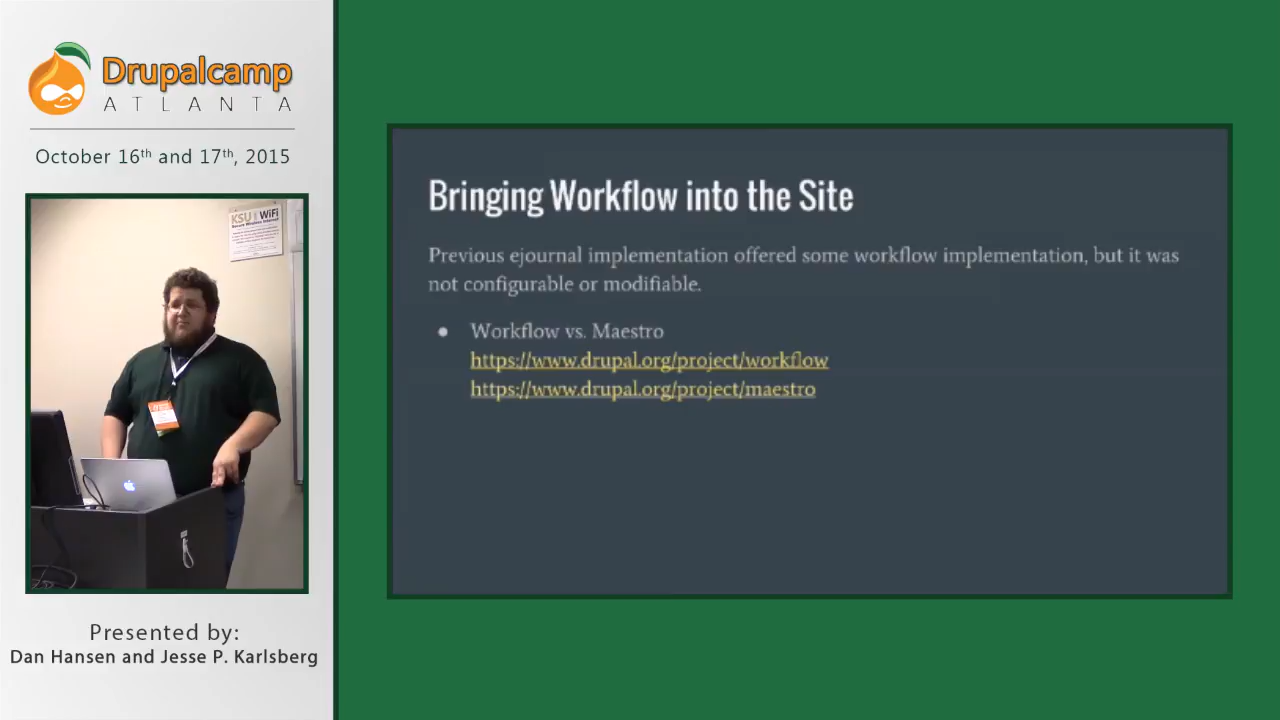 Drupalcamp
ATLANTA
October 16th and 17th, 2015
KSU WiFi
Presented by:
Dan Hansen and Jesse P. Karlsberg
Bringing Workflow into the Site
Previous ejournal implementation offered some workflow implementation, but it was
not configurable or modifiable.
● Workflow vs. Maestro
https://www.drupal.org/project/workflow
https://www.drupal.org/project/maestro